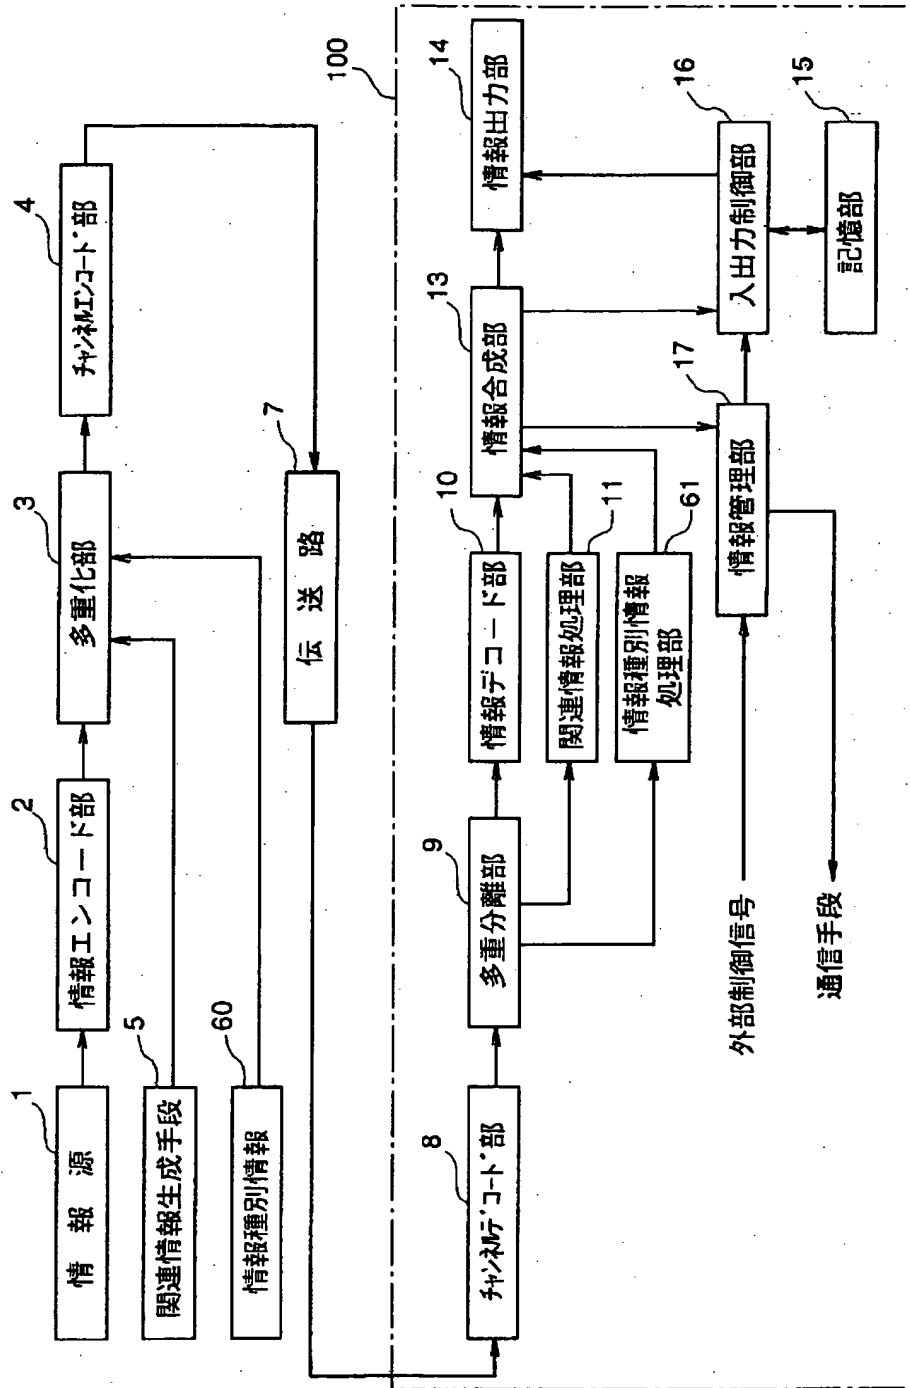 1
情報源
2
情報エンコード部
3
多重化部
4
チャンネルエンコード部
5
関連情報生成手段
60
情報種別情報
7
伝送路
100
8
チャンネルデコード部
9
多重分離部
10
情報デコード部
13
情報合成部
14
情報出力部
11
関連情報処理部
61
情報種別情報
処理部
17
情報管理部
16
入出力制御部
15
記憶部
外部制御信号
通信手段